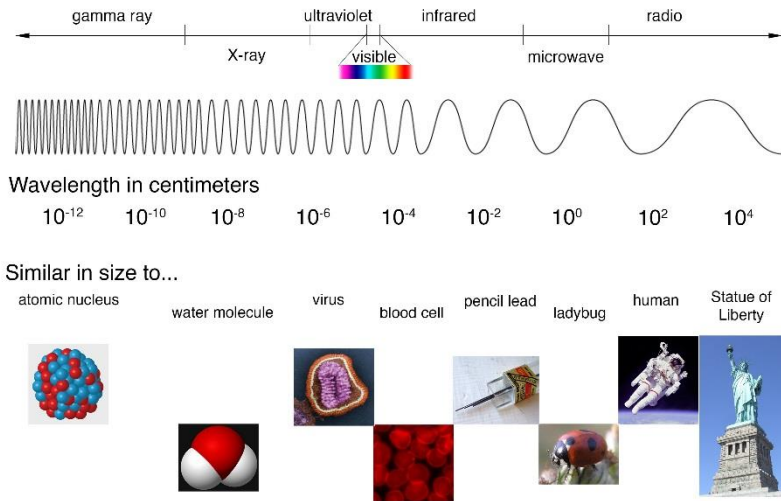 gamma ray ultraviolet infrared radio
X-ray visible microwave
Wavelength in centimeters
10⁻¹² 10⁻¹⁰ 10⁻⁸ 10⁻⁶ 10⁻⁴ 10⁻² 10⁰ 10² 10⁴
Similar in size to...
atomic nucleus
water molecule
virus
blood cell
pencil lead
ladybug
human
Statue of
Liberty